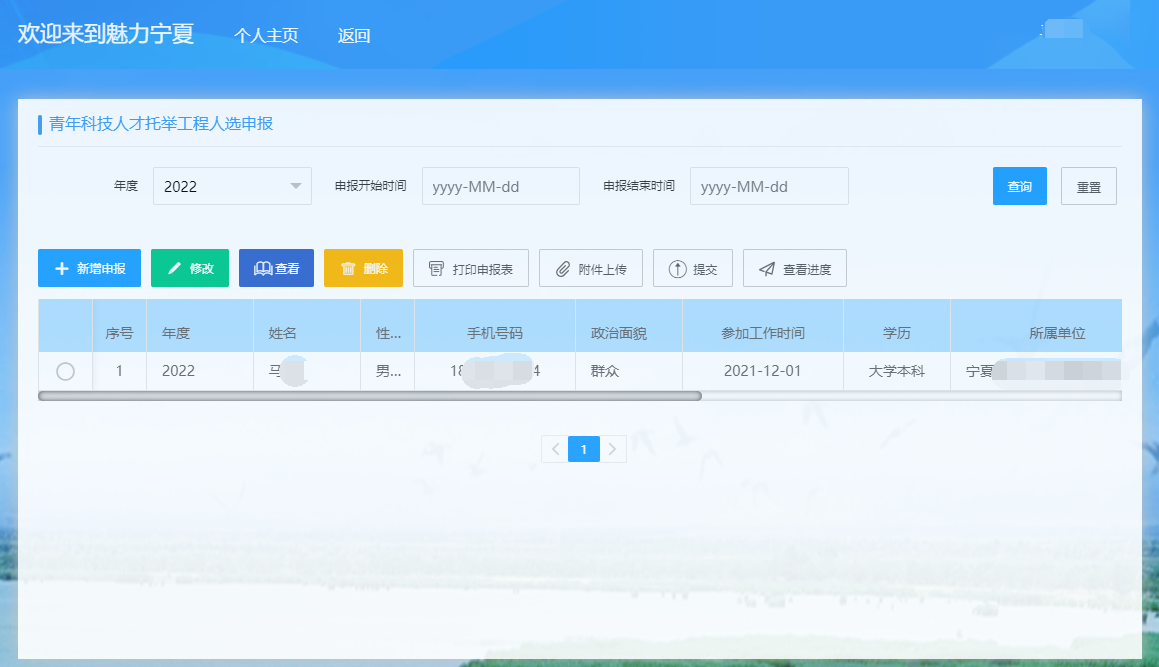 欢迎来到魅力宁夏 个人主页 返回
青年科技人才托举工程人选申报
年度 2022 申报开始时间 yyyy-MM-dd 申报结束时间 yyyy-MM-dd 查询 重置
新增申报 修改 查看 删除 打印申报表 附件上传 提交 查看进度
序号 年度 姓名 性... 手机号码 政治面貌 参加工作时间 学历 所属单位
1 2022 马 男... 18 4 群众 2021-12-01 大学本科 宁夏
1